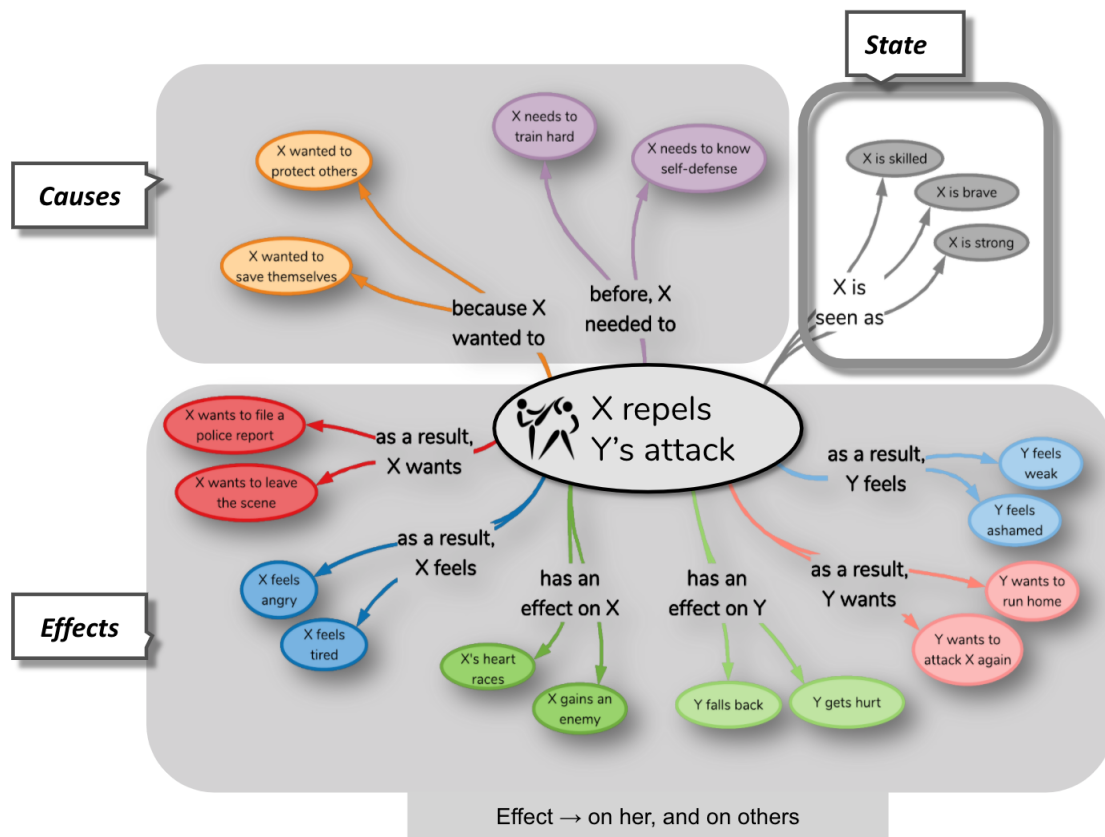 State
Causes
X wanted to
protect others
X wanted to
save themselves
because X
wanted to
X needs to
train hard
X needs to know
self-defense
before, X
needed to
X is skilled
X is brave
X is strong
X is
seen as
X repels
Y's attack
Effects
X wants to file a
police report
X wants to leave
the scene
as a result,
X wants
X feels
angry
X feels
tired
as a result,
X feels
has an
effect on X
X's heart
races
X gains an
enemy
has an
effect on Y
Y falls back
Y gets hurt
as a result,
Y wants
Y wants to
run home
Y wants to
attack X again
as a result,
Y feels
Y feels
weak
Y feels
ashamed
Effect → on her, and on others